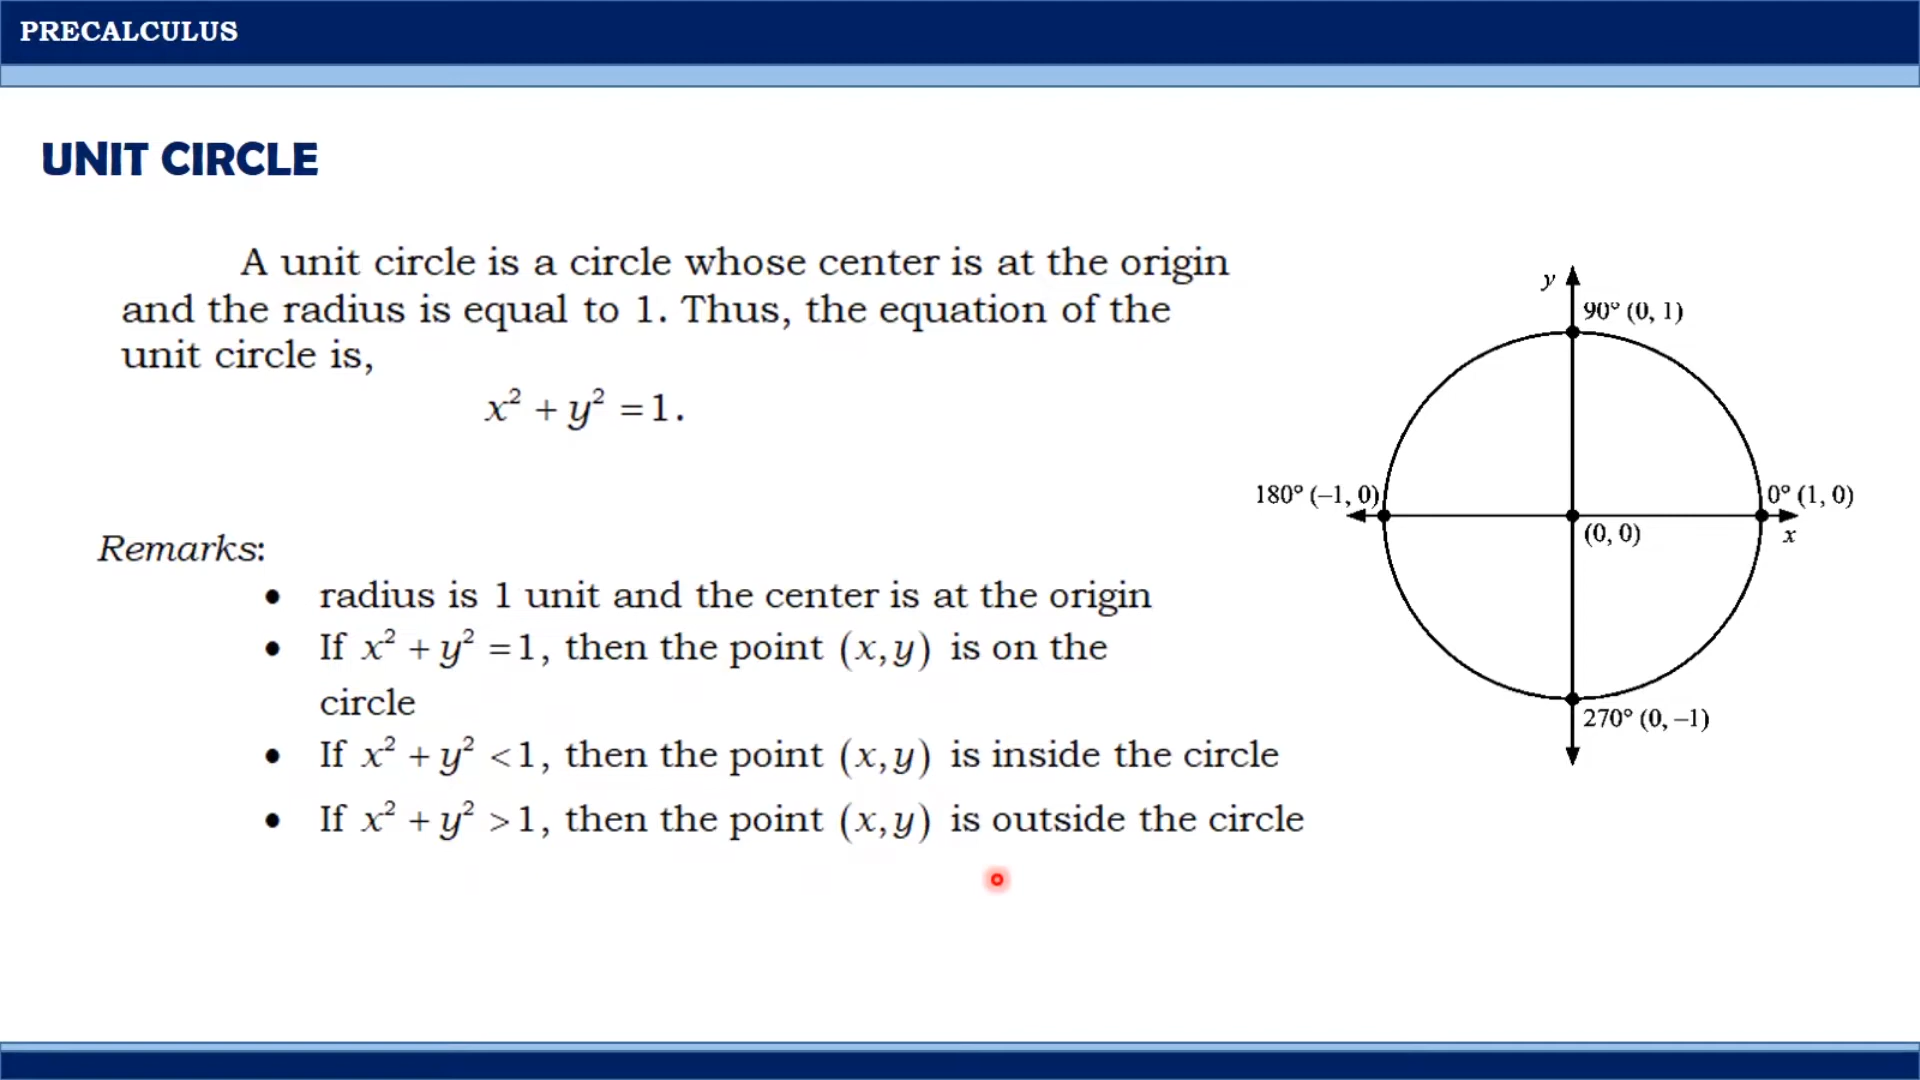 PRECALCULUS
UNIT CIRCLE
A unit circle is a circle whose center is at the origin
and the radius is equal to 1. Thus, the equation of the
unit circle is,
x² + y² = 1.
Remarks:
• radius is 1 unit and the center is at the origin
• If x² + y² = 1, then the point (x, y) is on the
circle
• If x² + y² < 1, then the point (x, y) is inside the circle
• If x² + y² > 1, then the point (x, y) is outside the circle
y
90° (0, 1)
180° (–1, 0)
0° (1, 0)
(0, 0)
x
270° (0, –1)